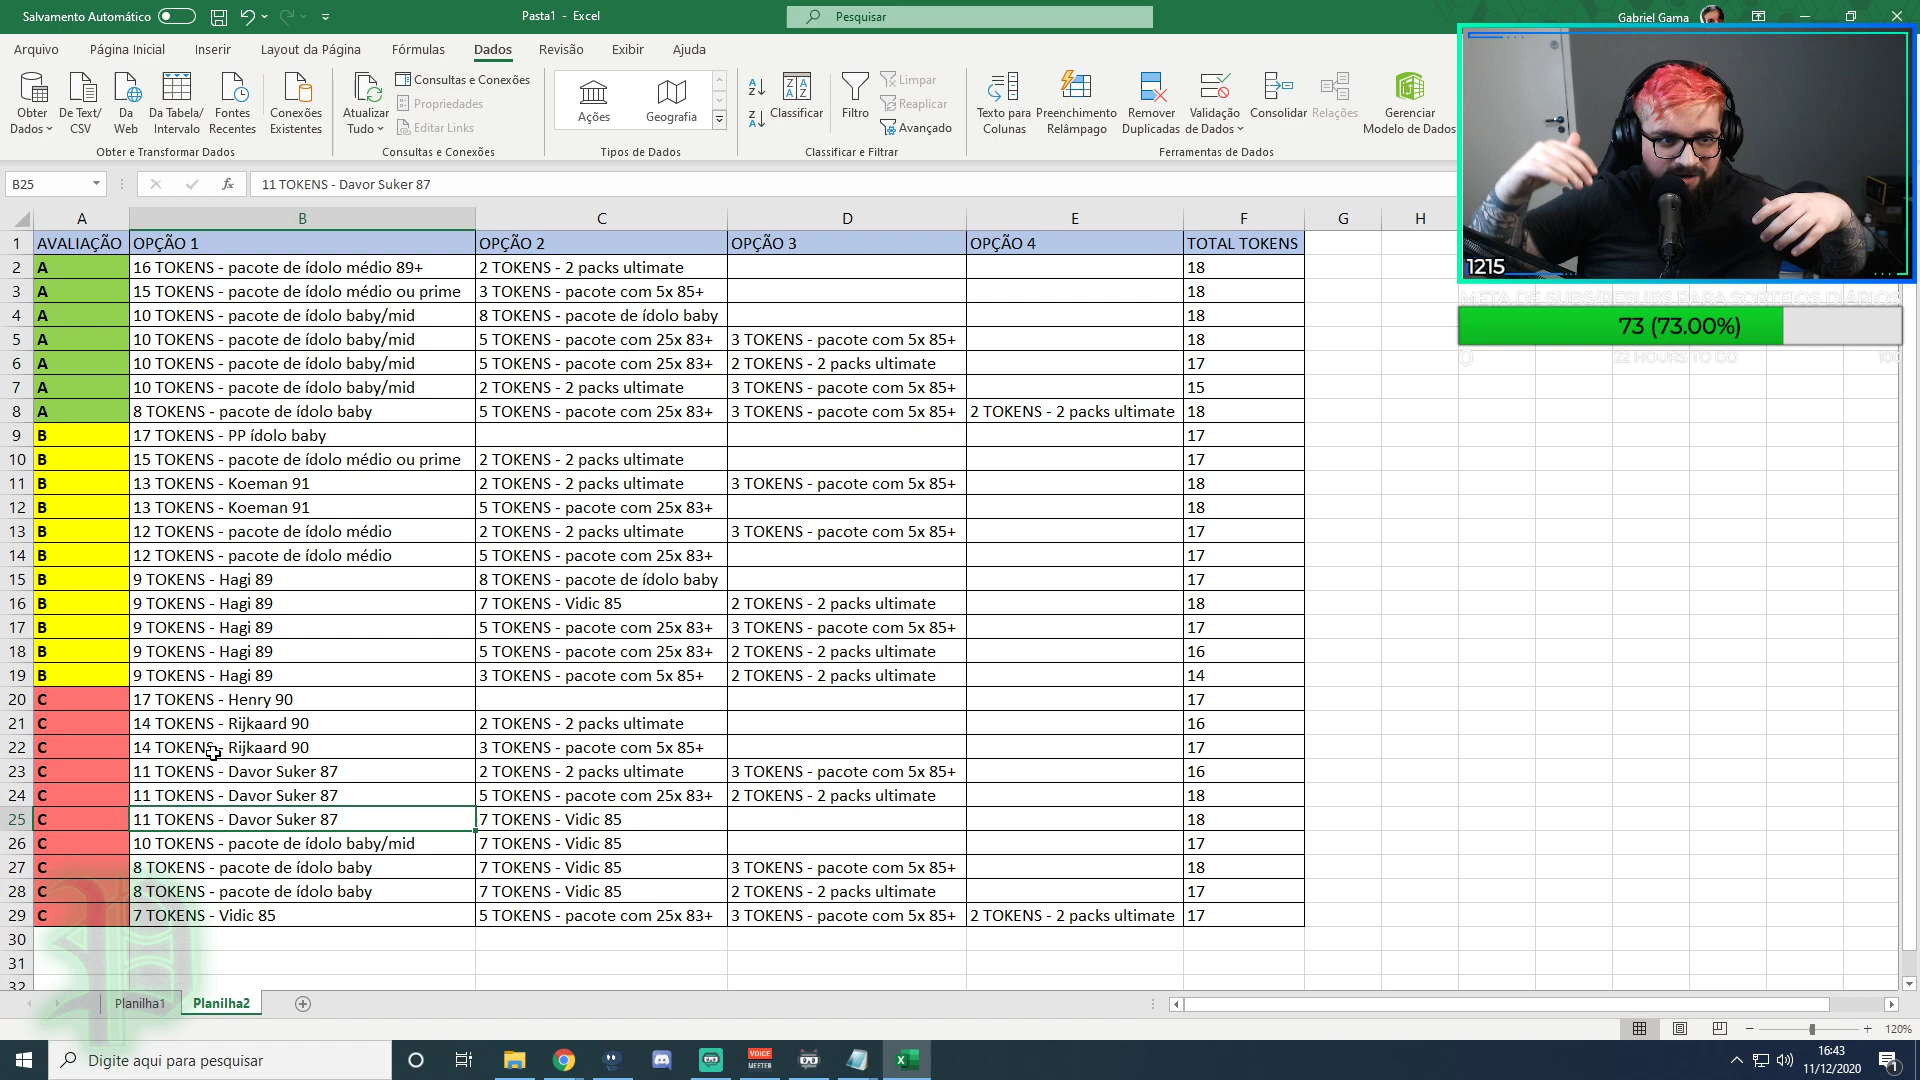 Salvamento Automático
Pasta1 - Excel
Pesquisar
Gabriel Gama
Arquivo Página Inicial Inserir Layout da Página Fórmulas Dados Revisão Exibir Ajuda
Obter Dados
De Text/ CSV
Da Web
Da Tabela/ Intervalo
Fontes Recentes
Conexões Existentes
Obter e Transformar Dados
Atualizar Tudo
Consultas e Conexões
Propriedades
Editar Links
Consultas e Conexões
Ações
Geografia
Tipos de Dados
Classificar
Filtro
Limpar
Reaplicar
Avançado
Classificar e Filtrar
Texto para Colunas
Preenchimento Relâmpago
Remover Duplicadas
Validação de Dados
Consolidar
Relações
Gerenciar Modelo de Dados
Ferramentas de Dados
B25
fx
11 TOKENS - Davor Suker 87
A B C D E F G H
1 AVALIAÇÃO OPÇÃO 1 OPÇÃO 2 OPÇÃO 3 OPÇÃO 4 TOTAL TOKENS
2 A 16 TOKENS - pacote de ídolo médio 89+ 2 TOKENS - 2 packs ultimate 18
3 A 15 TOKENS - pacote de ídolo médio ou prime 3 TOKENS - pacote com 5x 85+ 18
4 A 10 TOKENS - pacote de ídolo baby/mid 8 TOKENS - pacote de ídolo baby 18
5 A 10 TOKENS - pacote de ídolo baby/mid 5 TOKENS - pacote com 25x 83+ 3 TOKENS - pacote com 5x 85+ 18
6 A 10 TOKENS - pacote de ídolo baby/mid 5 TOKENS - pacote com 25x 83+ 2 TOKENS - 2 packs ultimate 17
7 A 10 TOKENS - pacote de ídolo baby/mid 2 TOKENS - 2 packs ultimate 3 TOKENS - pacote com 5x 85+ 15
8 A 8 TOKENS - pacote de ídolo baby 5 TOKENS - pacote com 25x 83+ 3 TOKENS - pacote com 5x 85+ 2 TOKENS - 2 packs ultimate 18
9 B 17 TOKENS - PP ídolo baby 17
10 B 15 TOKENS - pacote de ídolo médio ou prime 2 TOKENS - 2 packs ultimate 17
11 B 13 TOKENS - Koeman 91 2 TOKENS - 2 packs ultimate 3 TOKENS - pacote com 5x 85+ 18
12 B 13 TOKENS - Koeman 91 5 TOKENS - pacote com 25x 83+ 18
13 B 12 TOKENS - pacote de ídolo médio 2 TOKENS - 2 packs ultimate 3 TOKENS - pacote com 5x 85+ 17
14 B 12 TOKENS - pacote de ídolo médio 5 TOKENS - pacote com 25x 83+ 17
15 B 9 TOKENS - Hagi 89 8 TOKENS - pacote de ídolo baby 17
16 B 9 TOKENS - Hagi 89 7 TOKENS - Vidic 85 2 TOKENS - 2 packs ultimate 18
17 B 9 TOKENS - Hagi 89 5 TOKENS - pacote com 25x 83+ 3 TOKENS - pacote com 5x 85+ 17
18 B 9 TOKENS - Hagi 89 5 TOKENS - pacote com 25x 83+ 2 TOKENS - 2 packs ultimate 16
19 B 9 TOKENS - Hagi 89 3 TOKENS - pacote com 5x 85+ 2 TOKENS - 2 packs ultimate 14
20 C 17 TOKENS - Henry 90 17
21 C 14 TOKENS - Rijkaard 90 2 TOKENS - 2 packs ultimate 16
22 C 14 TOKENS - Rijkaard 90 3 TOKENS - pacote com 5x 85+ 17
23 C 11 TOKENS - Davor Suker 87 2 TOKENS - 2 packs ultimate 3 TOKENS - pacote com 5x 85+ 16
24 C 11 TOKENS - Davor Suker 87 5 TOKENS - pacote com 25x 83+ 2 TOKENS - 2 packs ultimate 18
25 C 11 TOKENS - Davor Suker 87 7 TOKENS - Vidic 85 18
26 C 10 TOKENS - pacote de ídolo baby/mid 7 TOKENS - Vidic 85 17
27 C 8 TOKENS - pacote de ídolo baby 7 TOKENS - Vidic 85 3 TOKENS - pacote com 5x 85+ 18
28 C 8 TOKENS - pacote de ídolo baby 7 TOKENS - Vidic 85 2 TOKENS - 2 packs ultimate 17
29 C 7 TOKENS - Vidic 85 5 TOKENS - pacote com 25x 83+ 3 TOKENS - pacote com 5x 85+ 2 TOKENS - 2 packs ultimate 17
30
31
32
1215
META DE SUBS/RESUBS PARA SORTEIOS DIÁRIOS
73 (73.00%)
0 22 HOURS TO GO 100
Planilha1 Planilha2
120%
Digite aqui para pesquisar
VOICE MEETER
16:43
11/12/2020
1